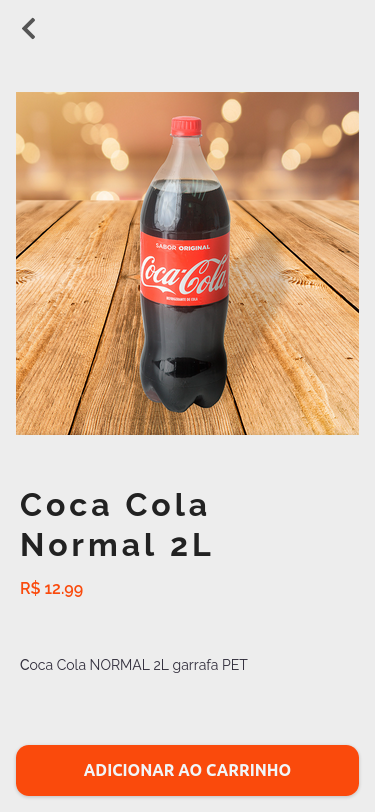 SABOR ORIGINAL
Coca-Cola
Coca Cola
Normal 2L
R$ 12.99
Coca Cola NORMAL 2L garrafa PET
ADICIONAR AO CARRINHO